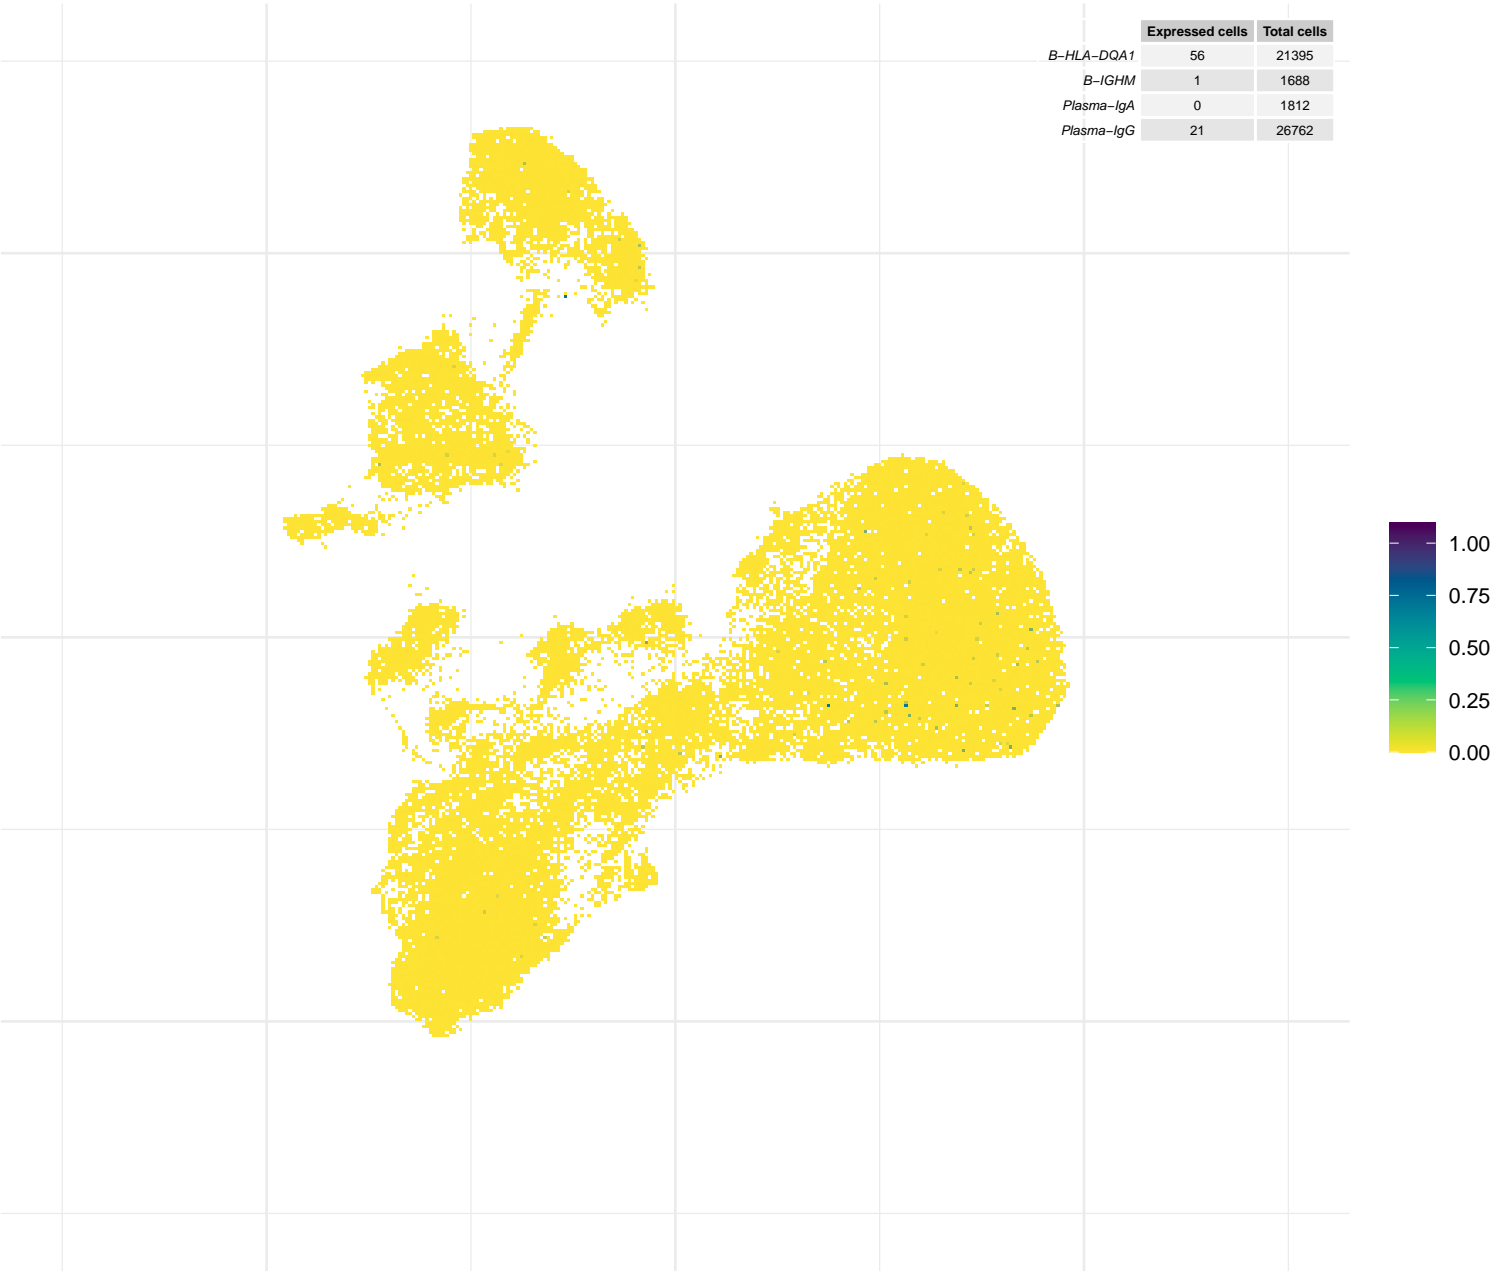 Expressed cells Total cells
B−HLA−DQA1 56 21395
B−IGHM 1 1688
Plasma−IgA 0 1812
Plasma−IgG 21 26762
1.00
0.75
0.50
0.25
0.00